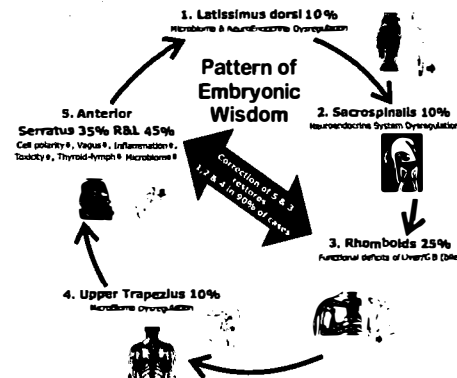 1. Latissimus dorsi 10%
Microbiome & NeuroEndocrine Dysregulation
Pattern of
Embryonic
Wisdom
2. Sacrospinalis 10%
Neuroendocrine System Dysregulation
5. Anterior
Serratus 35% R&L 45%
Cell polarity, Vagus, Inflammation,
Toxicity, Thyroid-lymph Microbiome
Correction of 5 & 3
restores
1, 2 & 4 in 90% of cases
3. Rhomboids 25%
Functional deficits of Liver/GB
4. Upper Trapezius 10%
Microbiome Dysregulation